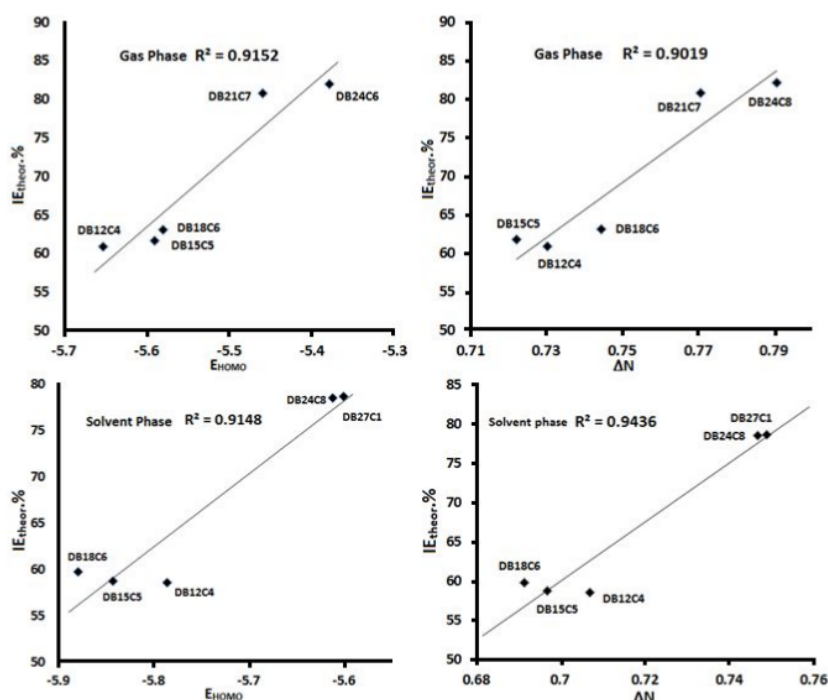 90
85
80
75
70
65
60
55
50
IEtheor.%
Gas Phase R² = 0.9152
DB21C7
DB24C6
DB12C4
DB18C6
DB15C5
-5.7
-5.6
-5.5
-5.4
-5.3
EHOMO
90
85
80
75
70
65
60
55
50
IEtheor.%
Gas Phase R² = 0.9019
DB21C7
DB24C8
DB15C5
DB18C6
DB12C4
0.71
0.73
0.75
0.77
0.79
ΔN
80
75
70
65
60
55
50
IEtheor.%
DB24C8
DB27C1
Solvent Phase R² = 0.9148
DB18C6
DB15C5
DB12C4
-5.9
-5.8
-5.7
-5.6
EHOMO
85
80
75
70
65
60
55
50
IEtheor.%
Solvent phase R² = 0.9436
DB27C1
DB24C8
DB18C6
DB15C5
DB12C4
0.68
0.7
0.72
0.74
0.76
ΔN